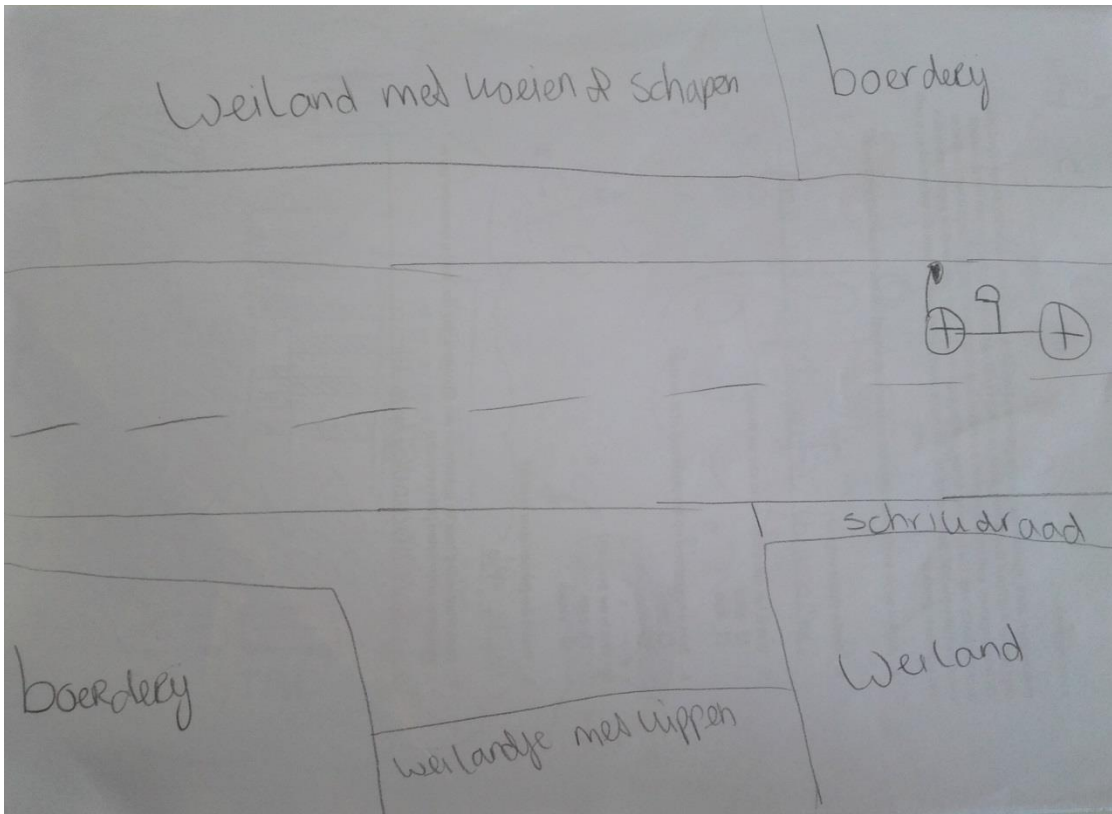 Weiland met koeien & schapen
boerderij
schrikdraad
boerderij
Weiland
weilandje met kippen